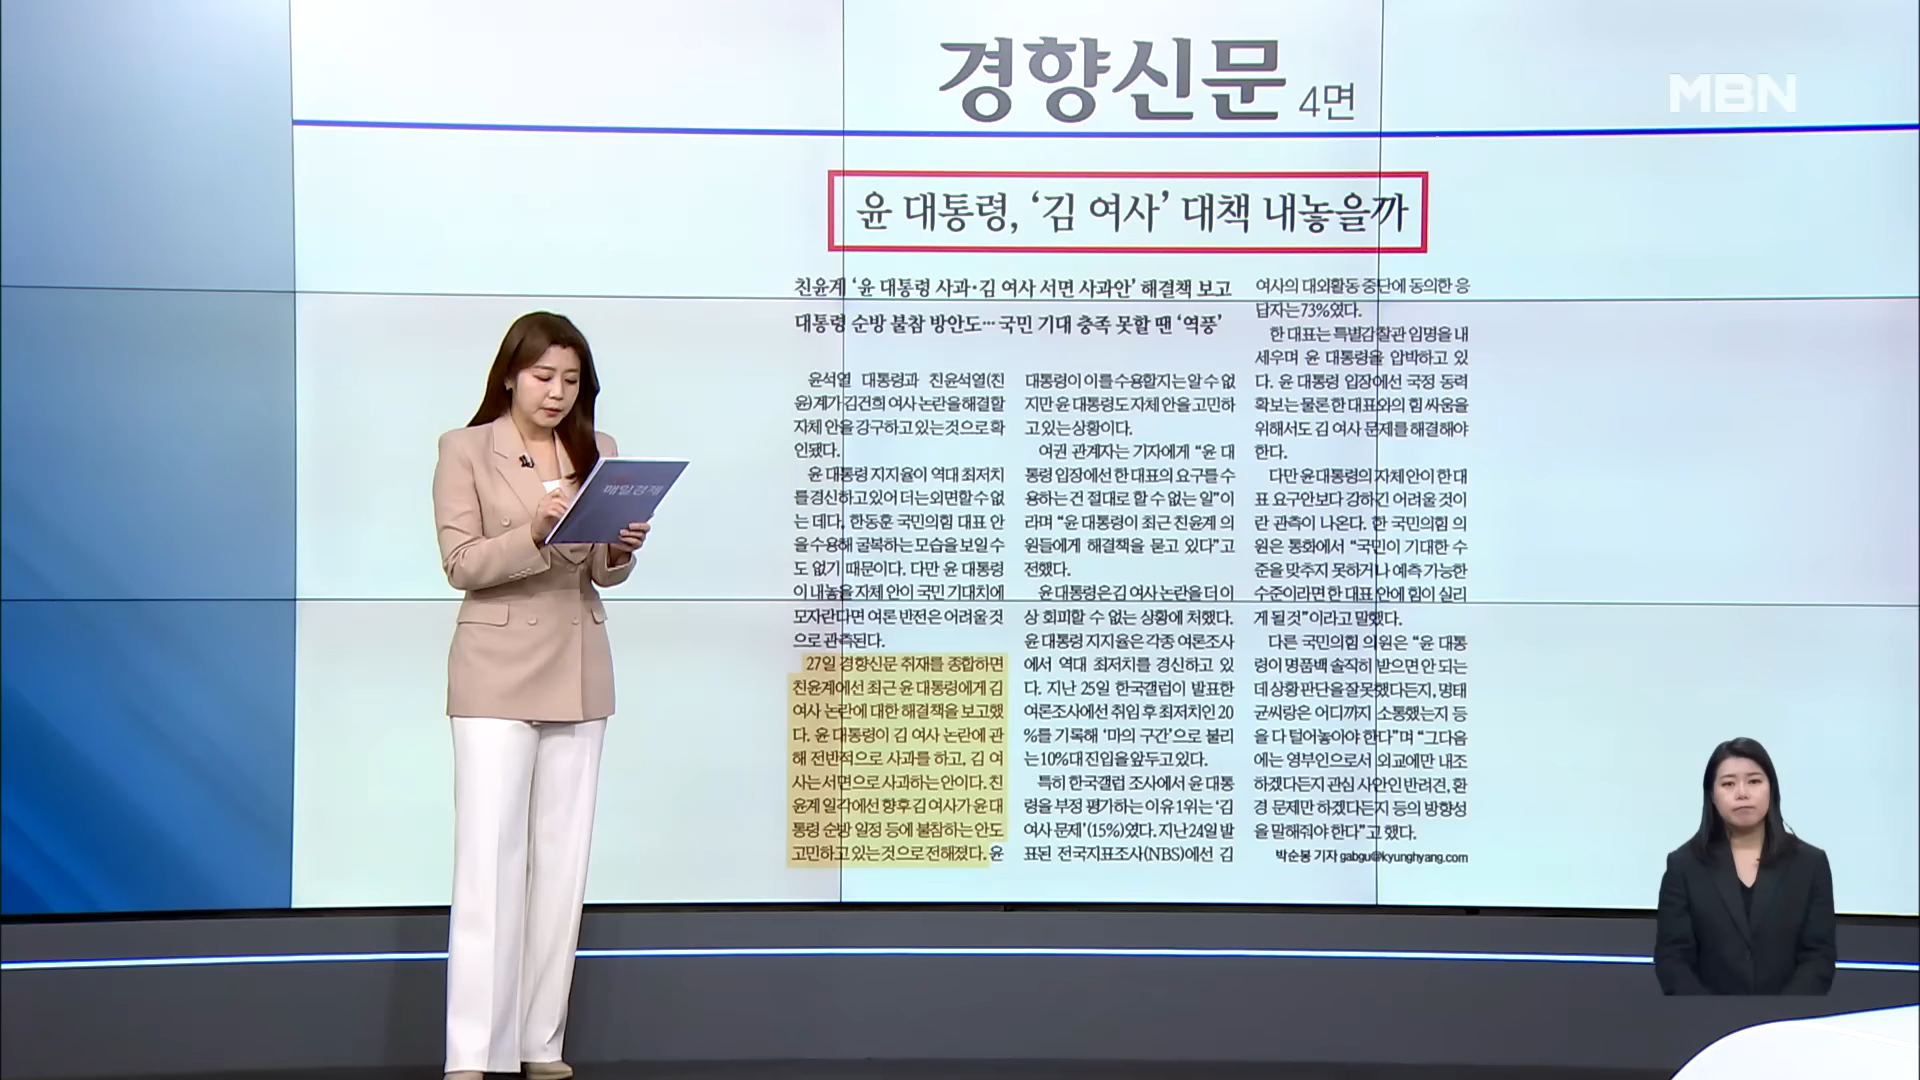 경향신문 4면
MBN
윤 대통령, ‘김 여사’ 대책 내놓을까
친윤계 ‘윤 대통령 사과·김 여사 서면 사과안’ 해결책 보고
대통령 순방 불참 방안도…국민 기대 충족 못할 땐 ‘역풍’
윤석열 대통령과 친윤석열(친
윤)계가 김건희 여사 논란을 해결할
자체 안을 강구하고 있는 것으로 확
인됐다.
윤 대통령 지지율이 역대 최저치
를 경신하고 있어 더는 외면할 수 없
는 데다, 한동훈 국민의힘 대표 안
을 수용해 굴복하는 모습을 보일 수
도 없기 때문이다. 다만 윤 대통령
이 내놓을 자체 안이 국민 기대치에
모자란다면 여론 반전은 어려울 것
으로 관측된다.
27일 경향신문 취재를 종합하면
친윤계에선 최근 윤 대통령에게 김
여사 논란에 대한 해결책을 보고했
다. 윤 대통령이 김 여사 논란에 관
해 전반적으로 사과를 하고, 김 여
사는 서면으로 사과하는 안이다. 친
윤계 일각에선 향후 김 여사가 윤 대
통령 순방 일정 등에 불참하는 안도
고민하고 있는 것으로 전해졌다. 윤
대통령이 이를 수용할지는 알 수 없
지만 윤 대통령도 자체 안을 고민하
고 있는 상황이다.
여권 관계자는 기자에게 “윤 대
통령 입장에선 한 대표의 요구를 수
용하는 건 절대로 할 수 없는 일”이
라며 “윤 대통령이 최근 친윤계 의
원들에게 해결책을 묻고 있다”고
전했다.
윤 대통령은 김 여사 논란을 더 이
상 회피할 수 없는 상황에 처했다.
윤 대통령 지지율은 각종 여론조사
에서 역대 최저치를 경신하고 있
다. 지난 25일 한국갤럽이 발표한
여론조사에선 취임 후 최저치인 20
%를 기록해 ‘마의 구간’으로 불리
는 10%대 진입을 앞두고 있다.
특히 한국갤럽 조사에서 윤 대통
령을 부정 평가하는 이유 1위는 ‘김
여사 문제’(15%)였다. 지난 24일 발
표된 전국지표조사(NBS)에선 김
여사의 대외활동 중단에 동의한 응
답자는 73%였다.
한 대표는 특별감찰관 임명을 내
세우며 윤 대통령을 압박하고 있
다. 윤 대통령 입장에선 국정 동력
확보는 물론 한 대표와의 힘 싸움을
위해서도 김 여사 문제를 해결해야
한다.
다만 윤 대통령의 자체 안이 한 대
표 요구안보다 강하긴 어려울 것이
란 관측이 나온다. 한 국민의힘 의
원은 통화에서 “국민이 기대한 수
준을 맞추지 못하거나 예측 가능한
수준이라면 한 대표 안에 힘이 실리
게 될 것”이라고 말했다.
다른 국민의힘 의원은 “윤 대통
령이 명품백 솔직히 받으면 안 되는
데 상황 판단을 잘못했다든지, 명태
균씨랑은 어디까지 소통했는지 등
을 다 털어놓아야 한다”며 “그다음
에는 영부인으로서 외교에만 내조
하겠다든지 관심 사안인 반려견, 환
경 문제만 하겠다든지 등의 방향성
을 말해줘야 한다”고 했다.
박순봉 기자 gabgu@kyunghyang.com
매일경제